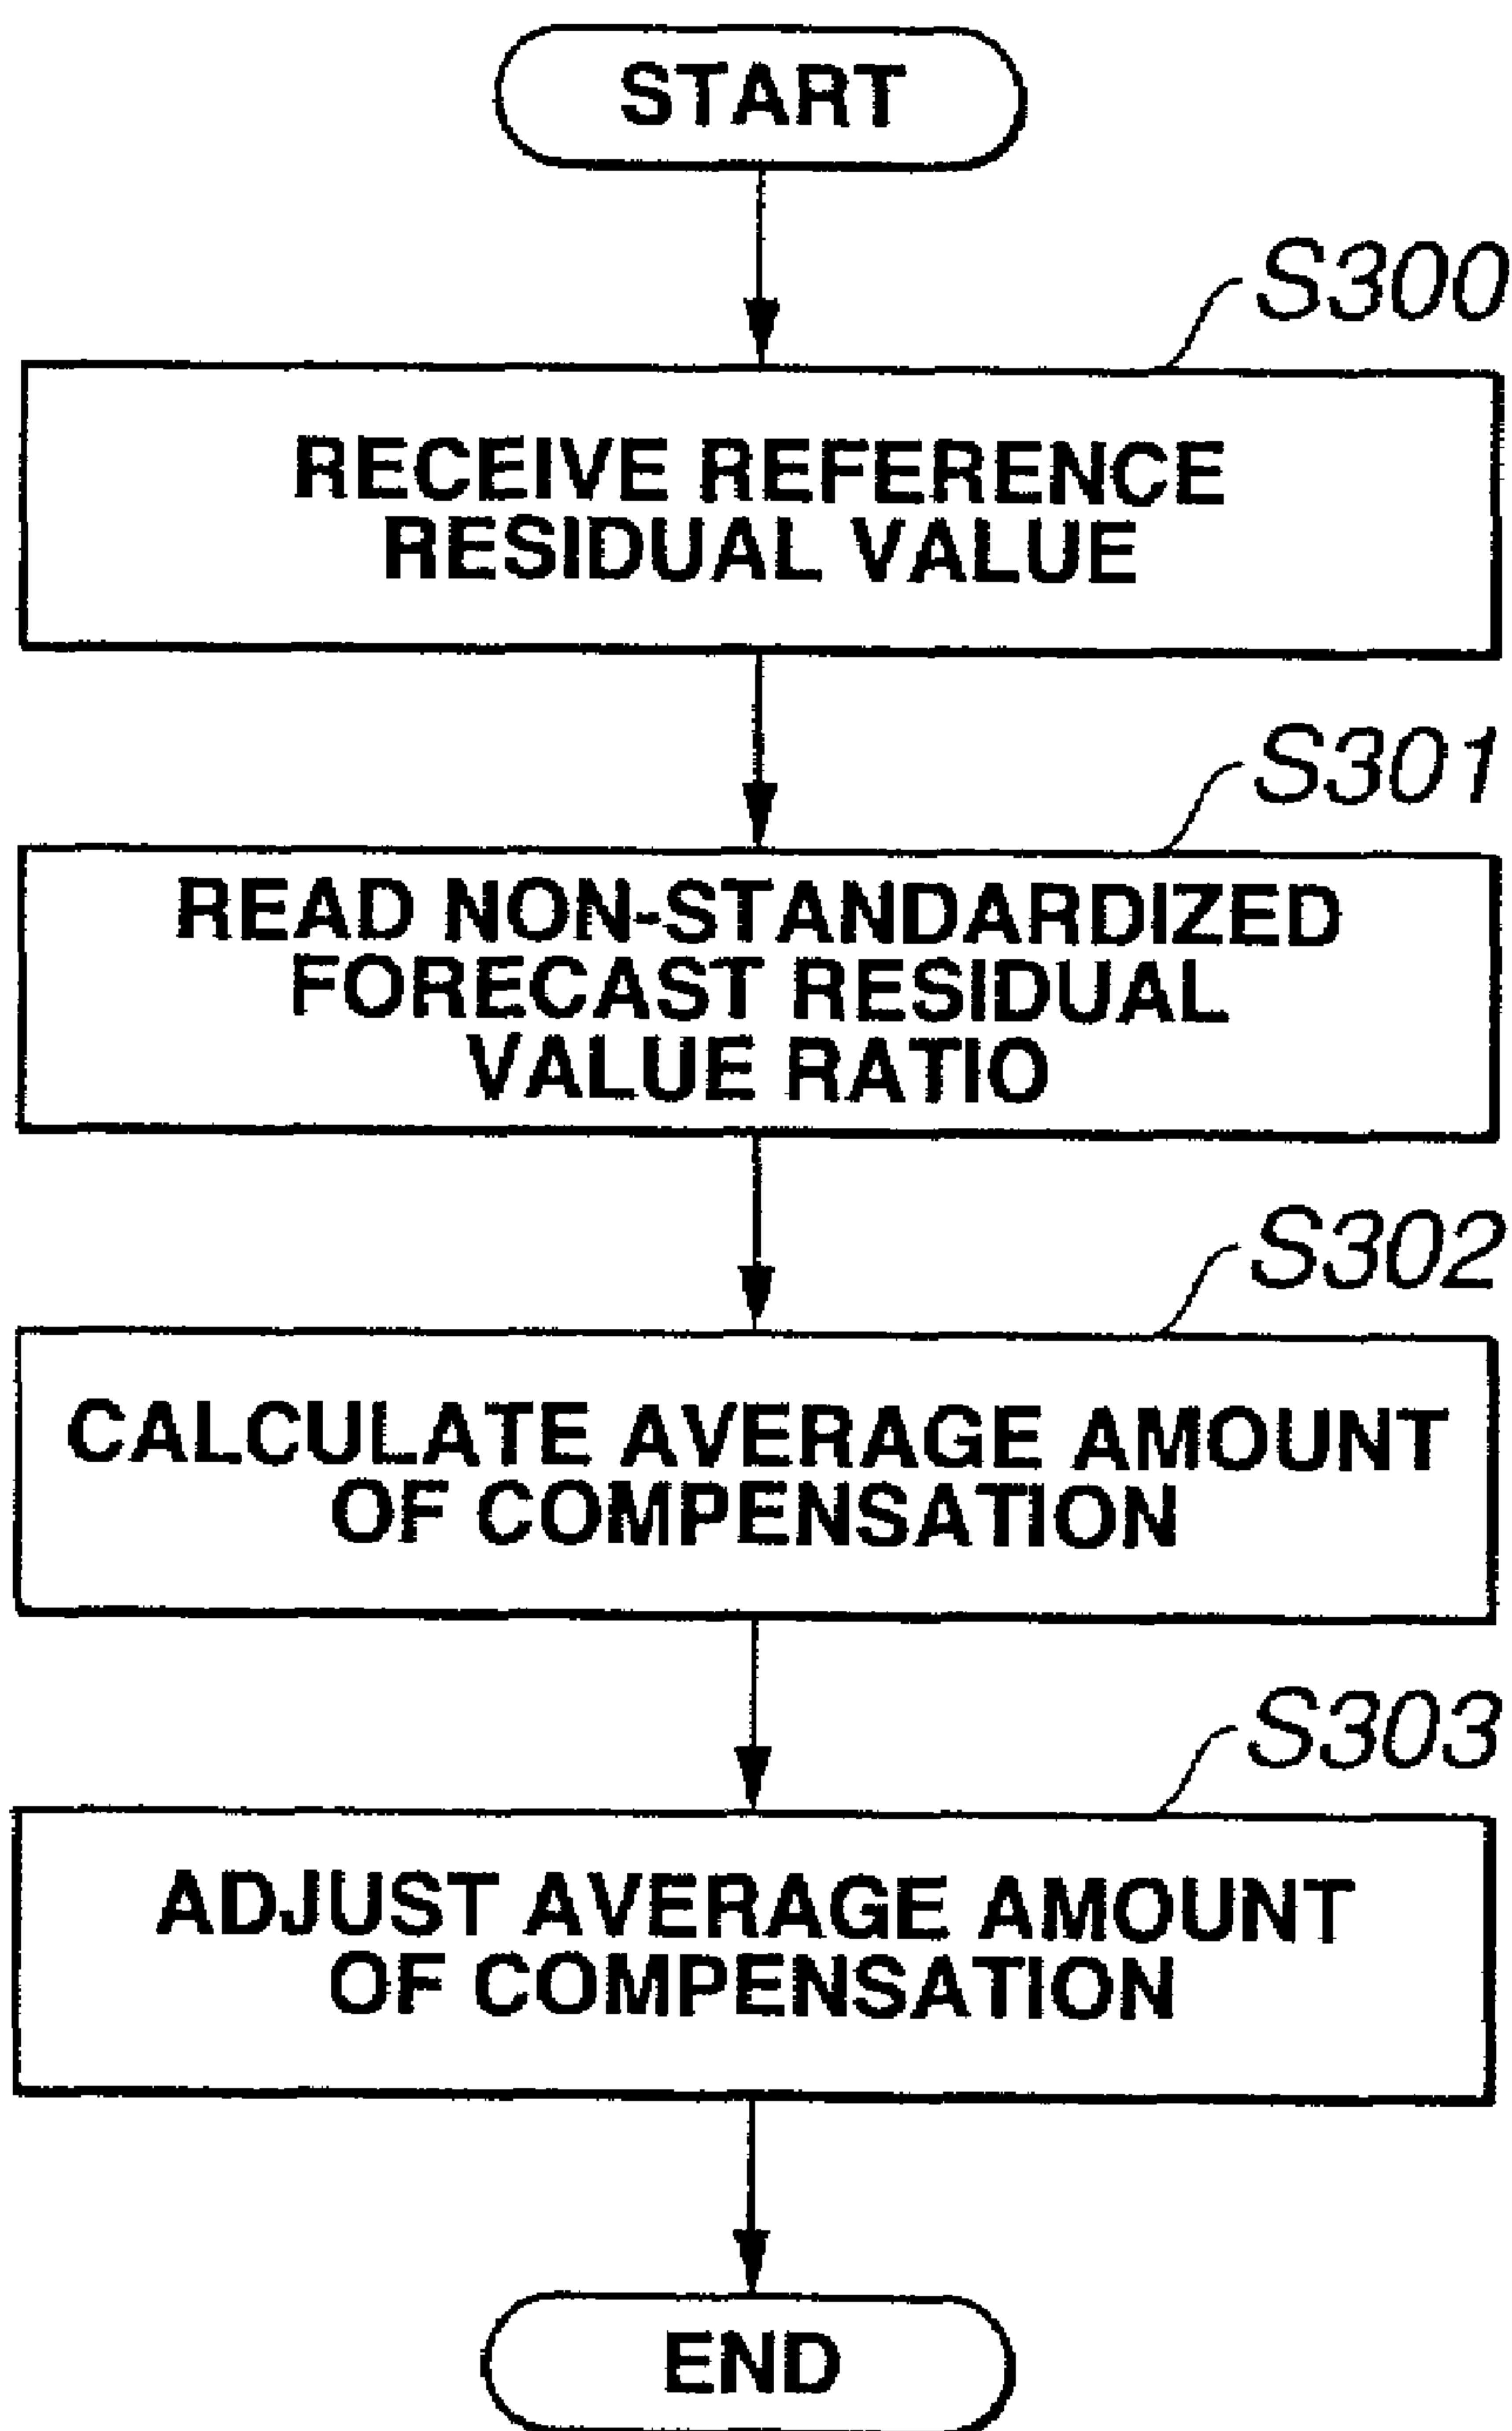 START
S300
RECEIVE REFERENCE
RESIDUAL VALUE
S301
READ NON-STANDARDIZED
FORECAST RESIDUAL
VALUE RATIO
S302
CALCULATE AVERAGE AMOUNT
OF COMPENSATION
S303
ADJUST AVERAGE AMOUNT
OF COMPENSATION
END